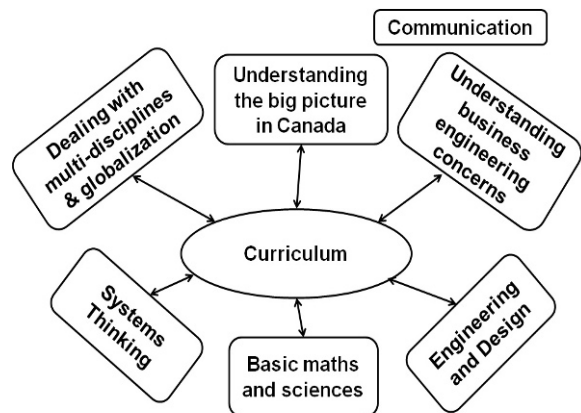 Communication
Dealing with
multi-disciplines
& globalization
Understanding
the big picture
in Canada
Understanding
business
engineering
concerns
Curriculum
Systems
Thinking
Basic maths
and sciences
Engineering
and Design